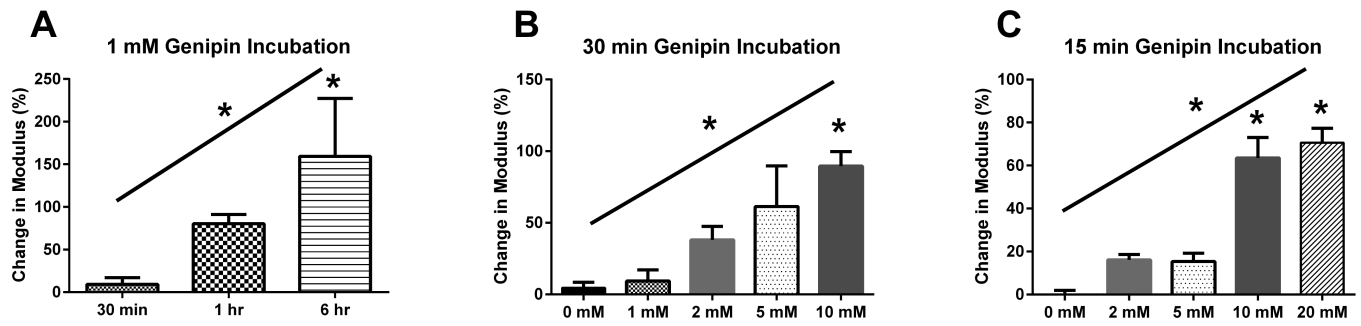 A
1 mM Genipin Incubation
Change in Modulus (%)
250
200
150
100
50
0
*
*
30 min
1 hr
6 hr
B
30 min Genipin Incubation
Change in Modulus (%)
150
100
50
0
*
*
0 mM
1 mM
2 mM
5 mM
10 mM
C
15 min Genipin Incubation
Change in Modulus (%)
100
80
60
40
20
0
*
*
*
0 mM
2 mM
5 mM
10 mM
20 mM